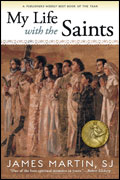 A PUBLISHERS WEEKLY BEST BOOK OF THE YEAR
My Life
with the Saints
JAMES MARTIN, SJ